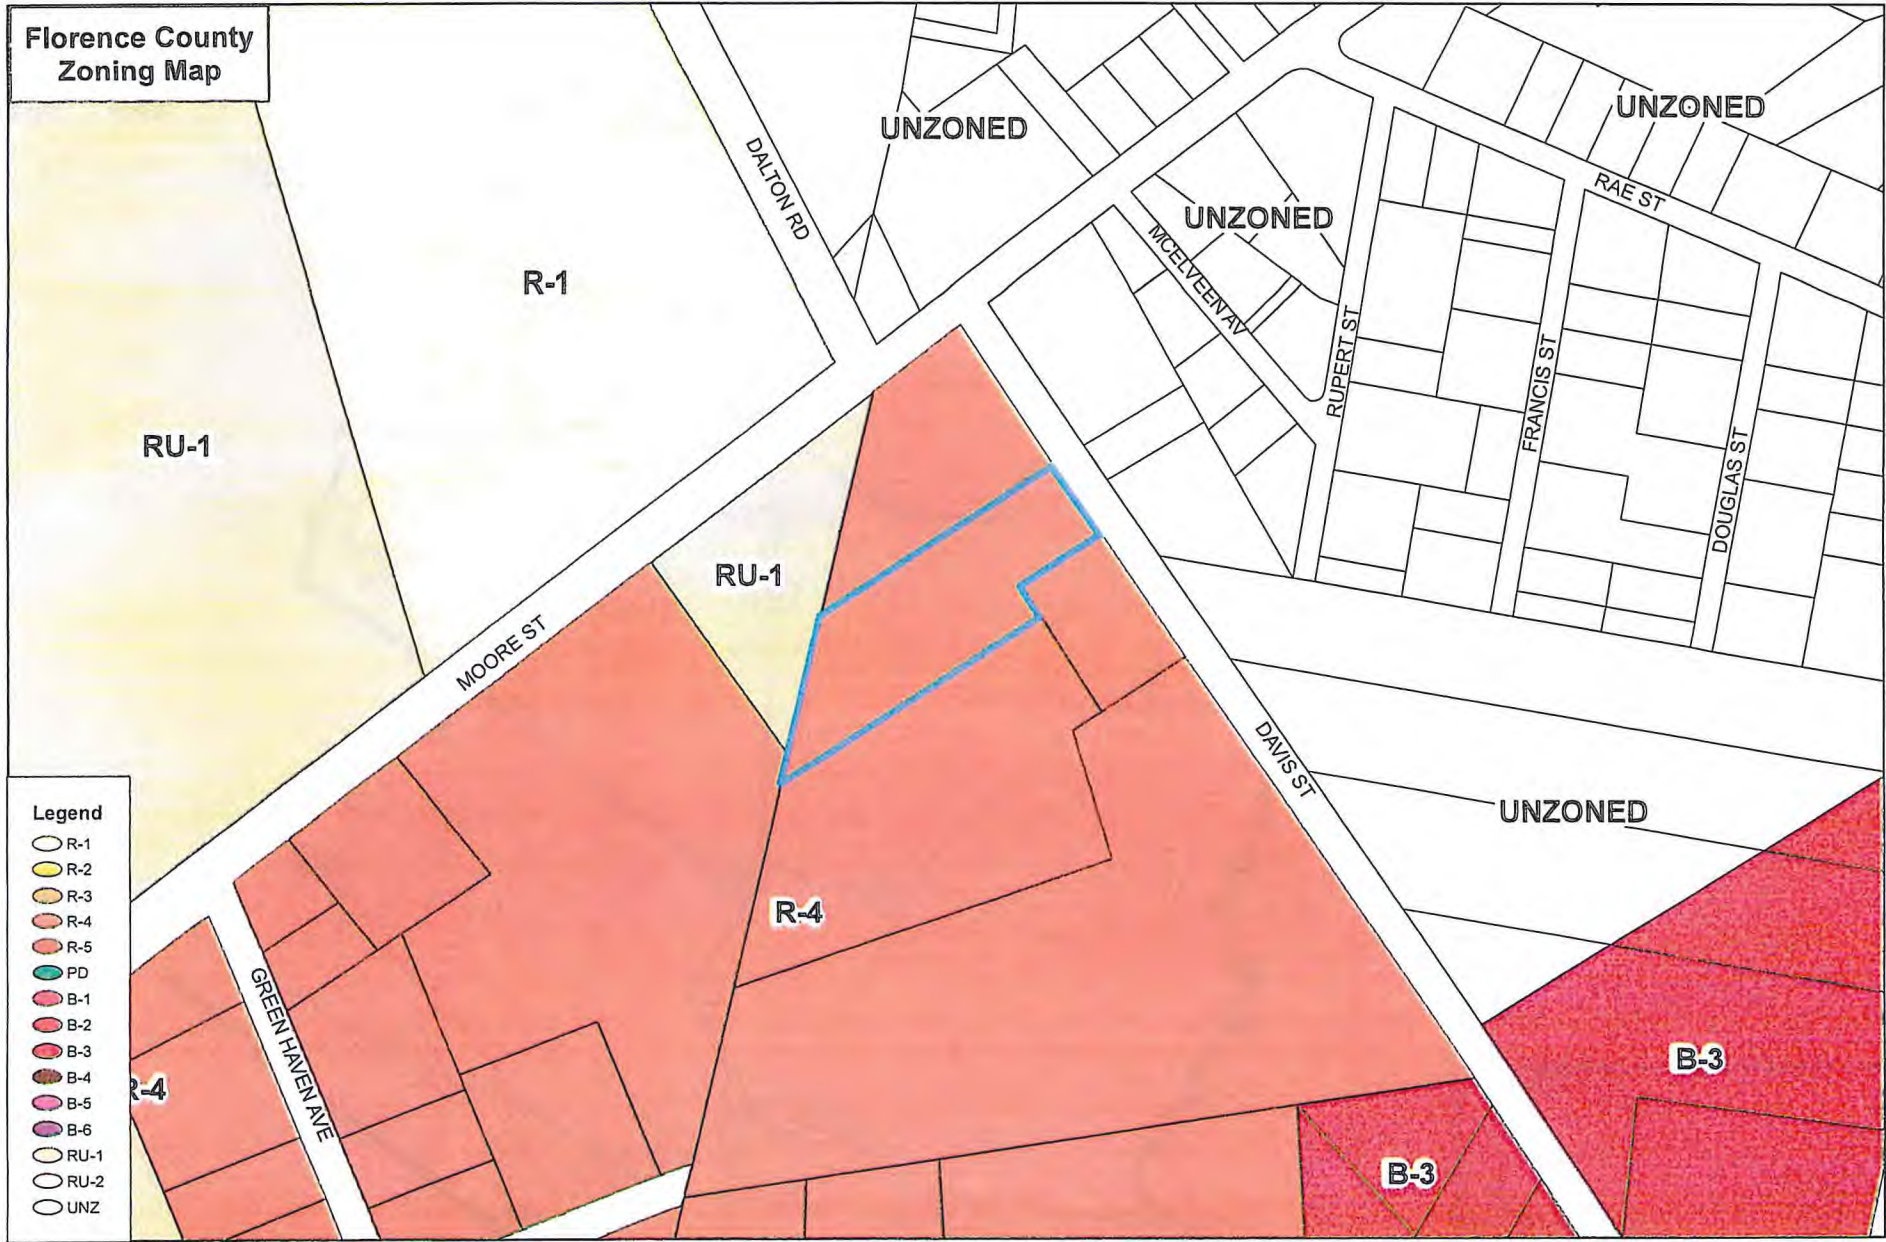 Florence County
Zoning Map
UNZONED
UNZONED
DALTON RD
RAE ST
UNZONED
MCELVEEN AV
R-1
RUPERT ST
FRANCIS ST
DOUGLAS ST
RU-1
RU-1
MOORE ST
DAVIS ST
UNZONED
R-4
GREEN HAVEN AVE
R-4
B-3
B-3
Legend
R-1
R-2
R-3
R-4
R-5
PD
B-1
B-2
B-3
B-4
B-5
B-6
RU-1
RU-2
UNZ